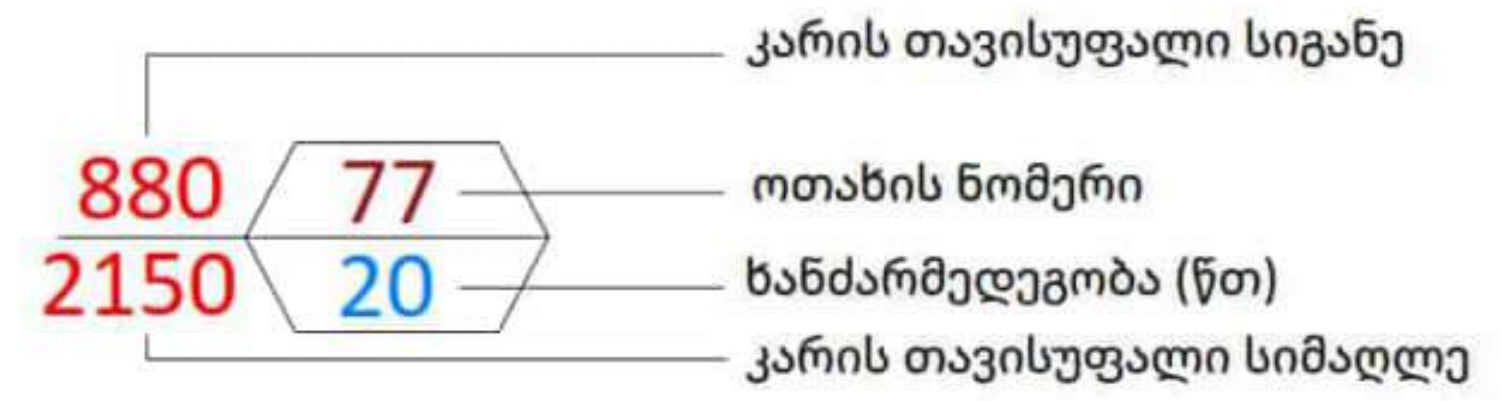 კარის თავისუფალი სიგანე
880 77 ოთახის ნომერი
2150 20 ხანძარმედეგობა (წთ)
კარის თავისუფალი სიმაღლე